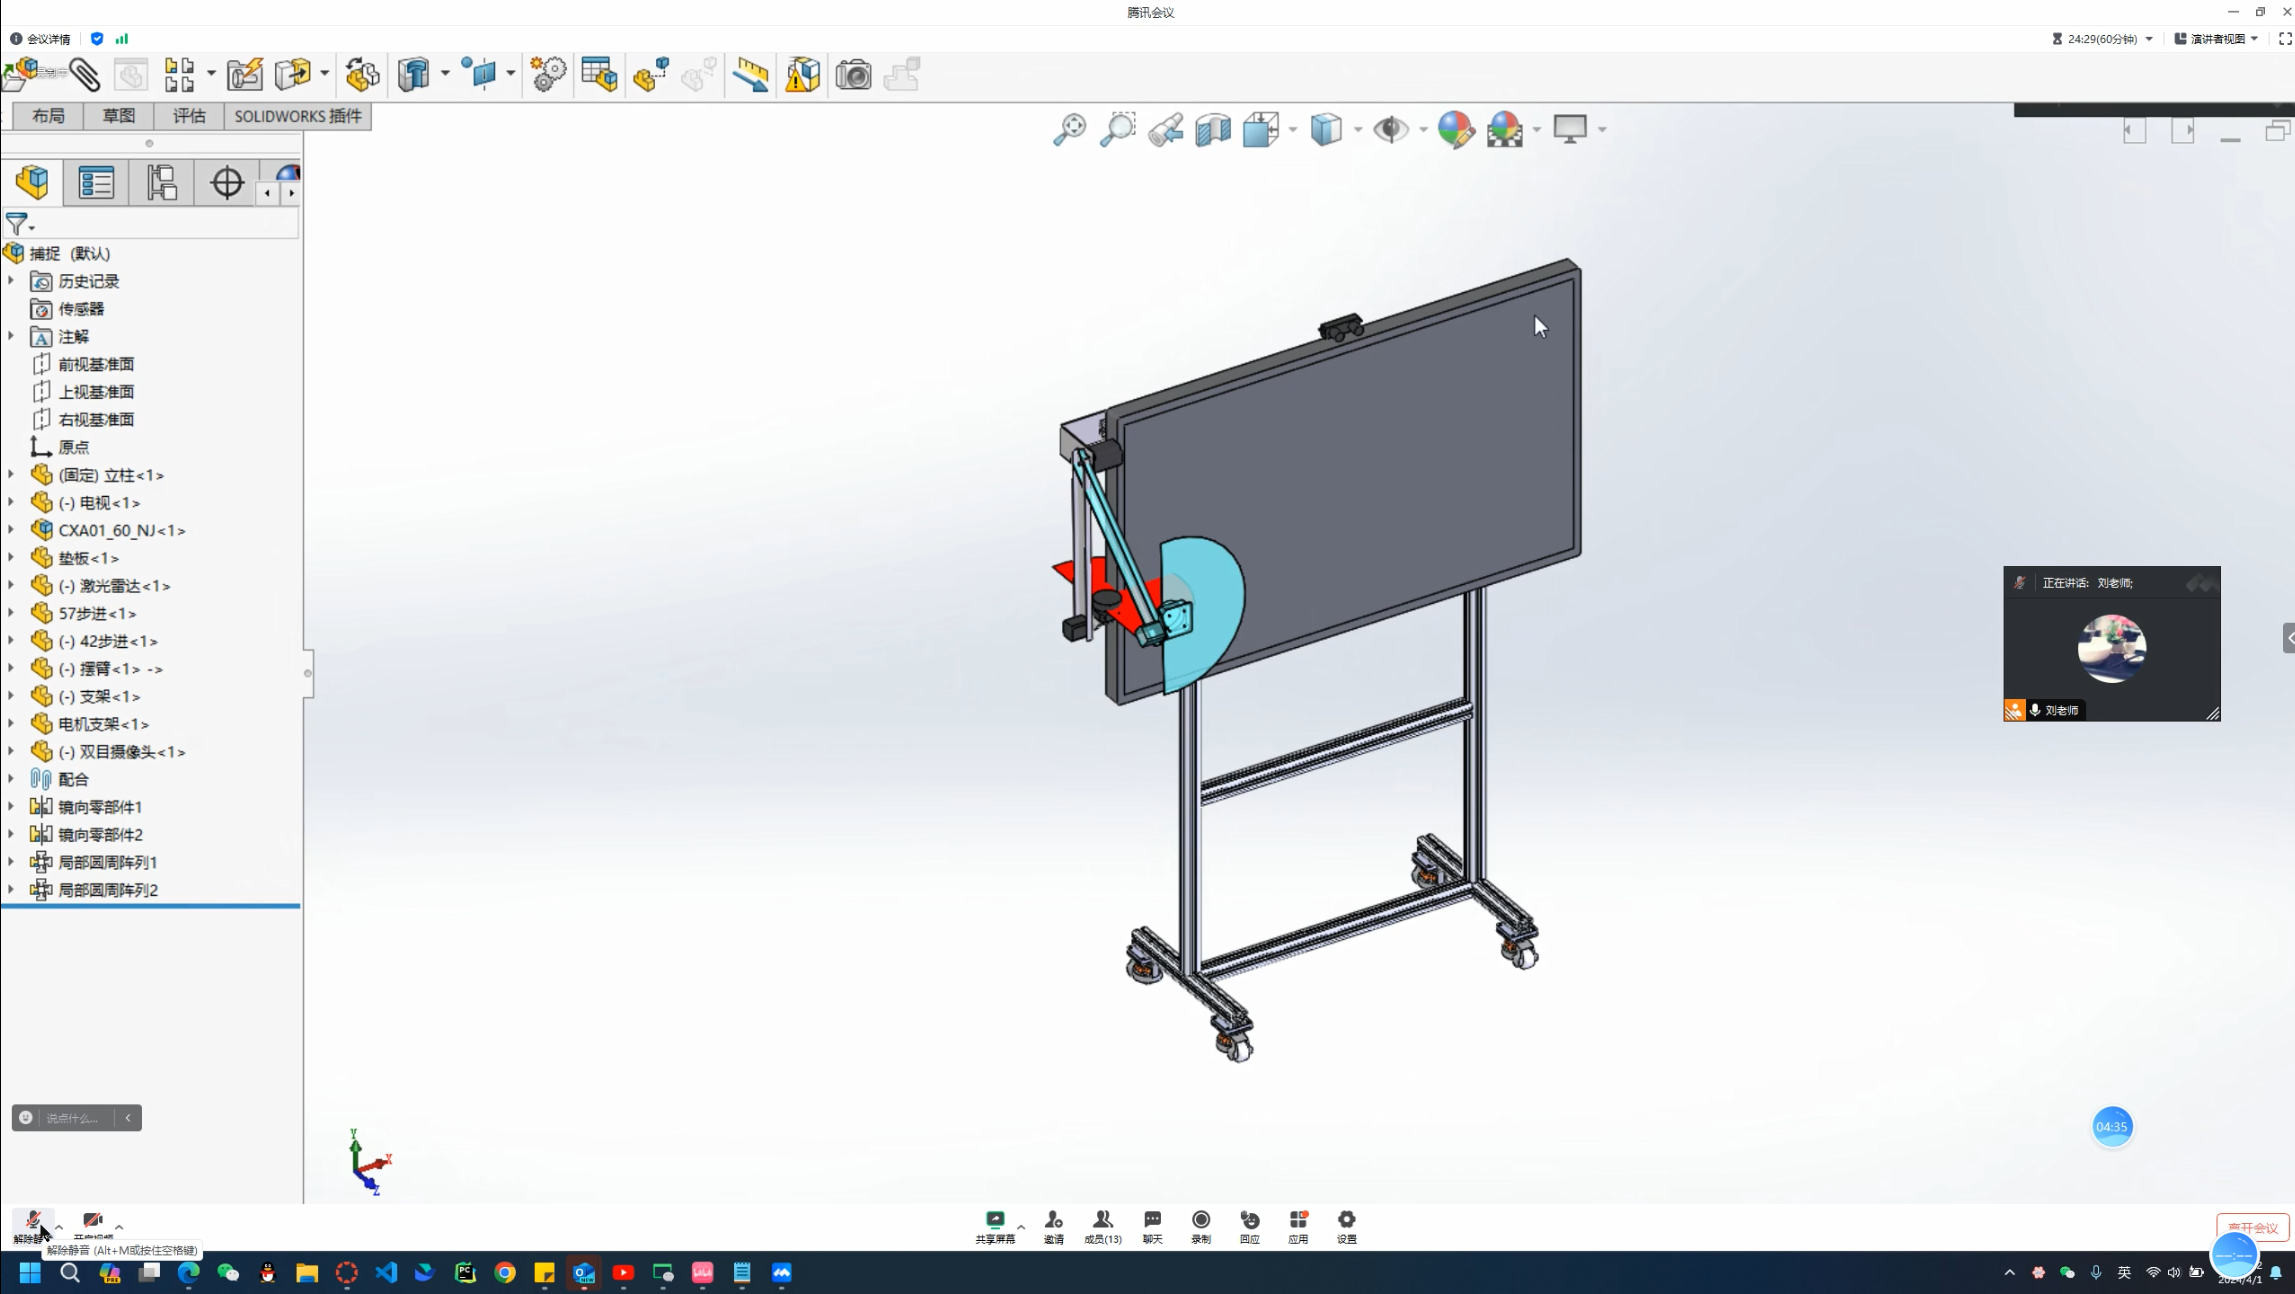 腾讯会议
会议详情
24:29(60分钟)
演讲者视图
布局
草图
评估
SOLIDWORKS 插件
捕捉 (默认)
历史记录
传感器
注解
前视基准面
上视基准面
右视基准面
原点
(固定) 立柱<1>
(-) 电视<1>
CXA01_60_NJ<1>
垫板<1>
(-) 激光雷达<1>
57步进<1>
(-) 42步进<1>
(-) 摆臂<1> ->
(-) 支架<1>
电机支架<1>
(-) 双目摄像头<1>
配合
镜向零部件1
镜向零部件2
局部圆周阵列1
局部圆周阵列2
正在讲话: 刘老师;
刘老师
说点什么...
04:35
Y
X
Z
解除静
共享屏幕
邀请
成员(13)
聊天
录制
回应
应用
设置
离开会议
解除静音 (Alt+M或按住空格键)
英
2024/4/1